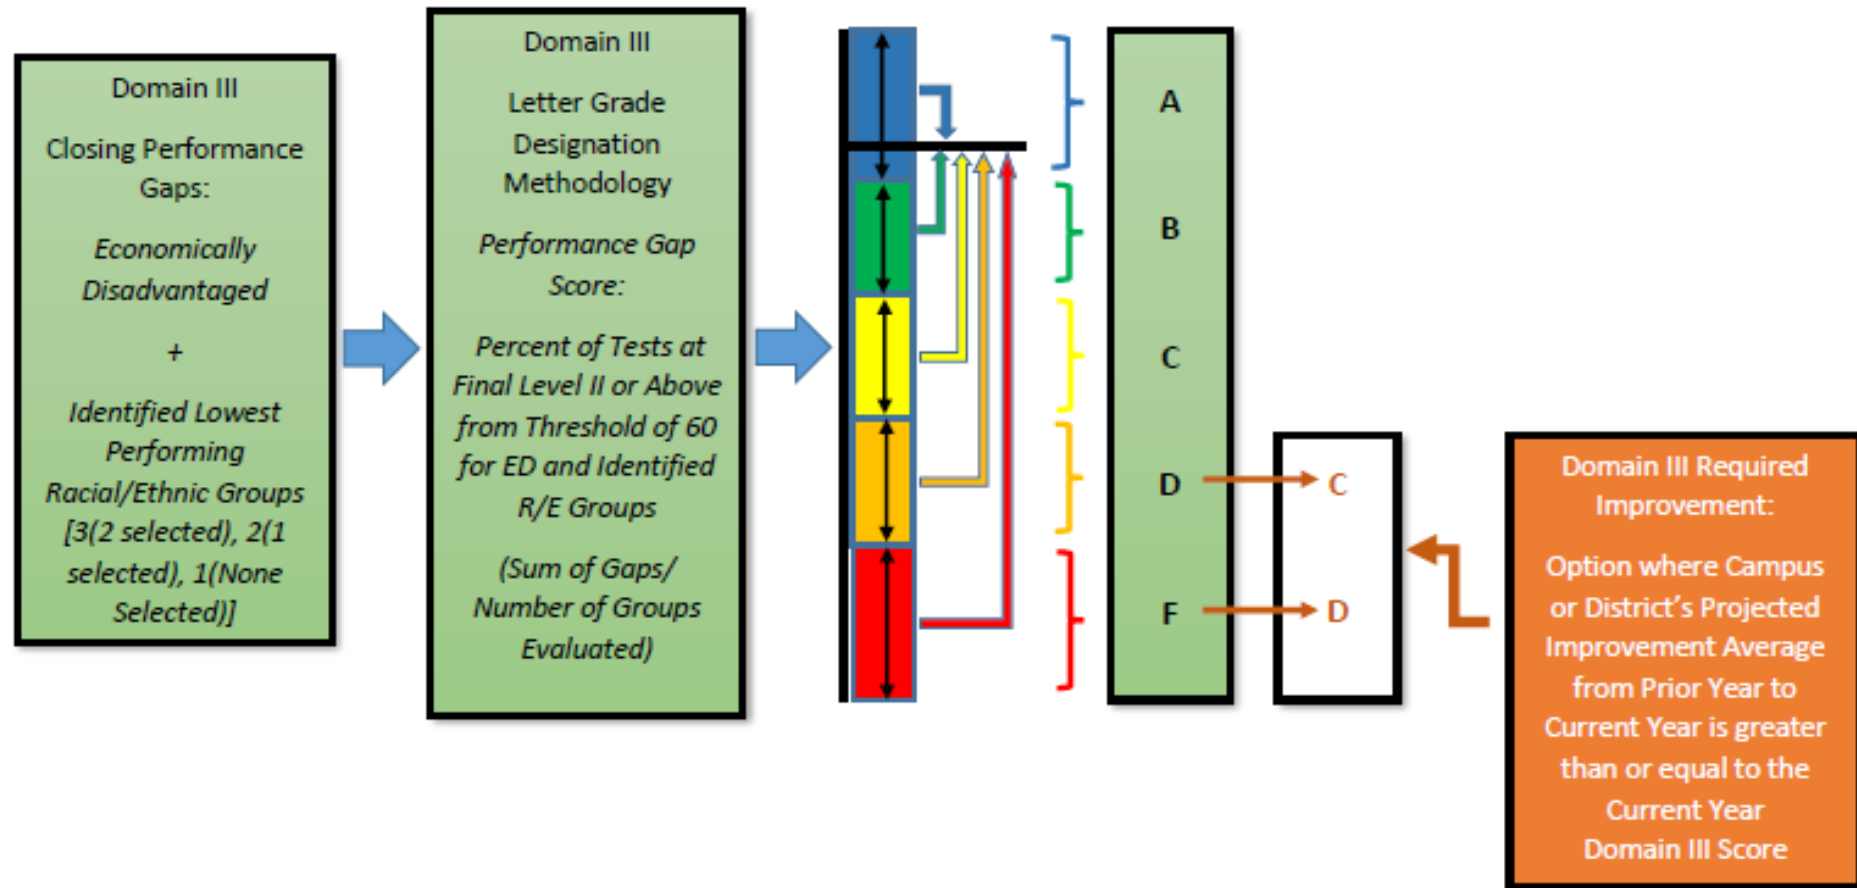 Domain III
Closing Performance
Gaps:
Economically
Disadvantaged
+
Identified Lowest
Performing
Racial/Ethnic Groups
[3(2 selected), 2(1
selected), 1(None
Selected)]
Domain III
Letter Grade
Designation
Methodology
Performance Gap
Score:
Percent of Tests at
Final Level II or Above
from Threshold of 60
for ED and Identified
R/E Groups
(Sum of Gaps/
Number of Groups
Evaluated)
A
B
C
D
F
C
D
Domain III Required
Improvement:
Option where Campus
or District's Projected
Improvement Average
from Prior Year to
Current Year is greater
than or equal to the
Current Year
Domain III Score